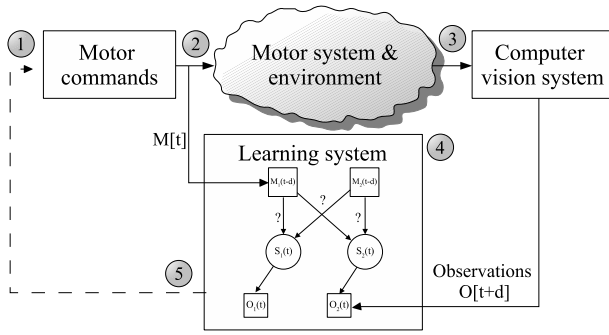 1
Motor
commands
2
Motor system &
environment
3
Computer
vision system
M[t]
Learning system
4
M1(t-d)
M2(t-d)
?
?
?
S1(t)
S2(t)
5
Observations
O[t+d]
O1(t)
O2(t)